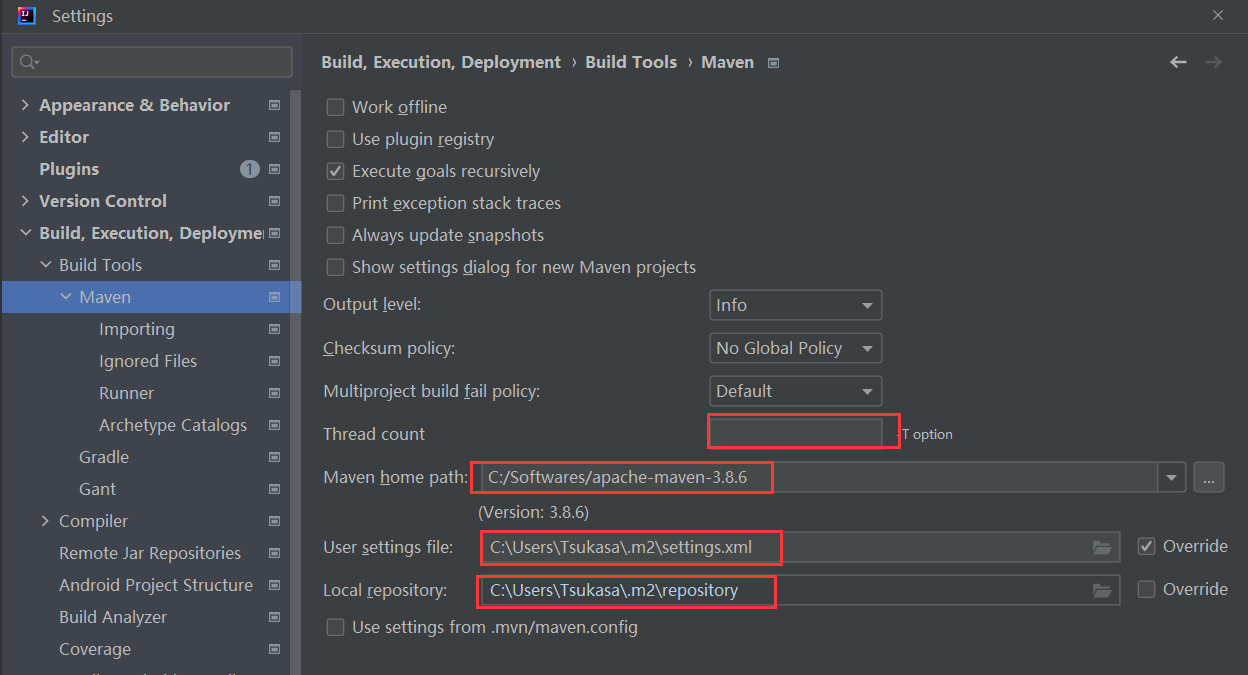 Settings
Build, Execution, Deployment › Build Tools › Maven
Appearance & Behavior
Editor
Plugins 1
Version Control
Build, Execution, Deployme
Build Tools
Maven
Importing
Ignored Files
Runner
Archetype Catalogs
Gradle
Gant
Compiler
Remote Jar Repositories
Android Project Structure
Build Analyzer
Coverage
Work offline
Use plugin registry
Execute goals recursively
Print exception stack traces
Always update snapshots
Show settings dialog for new Maven projects
Output level: Info
Checksum policy: No Global Policy
Multiproject build fail policy: Default
Thread count -T option
Maven home path: C:/Softwares/apache-maven-3.8.6 ...
(Version: 3.8.6)
User settings file: C:\Users\Tsukasa\.m2\settings.xml Override
Local repository: C:\Users\Tsukasa\.m2\repository Override
Use settings from .mvn/maven.config